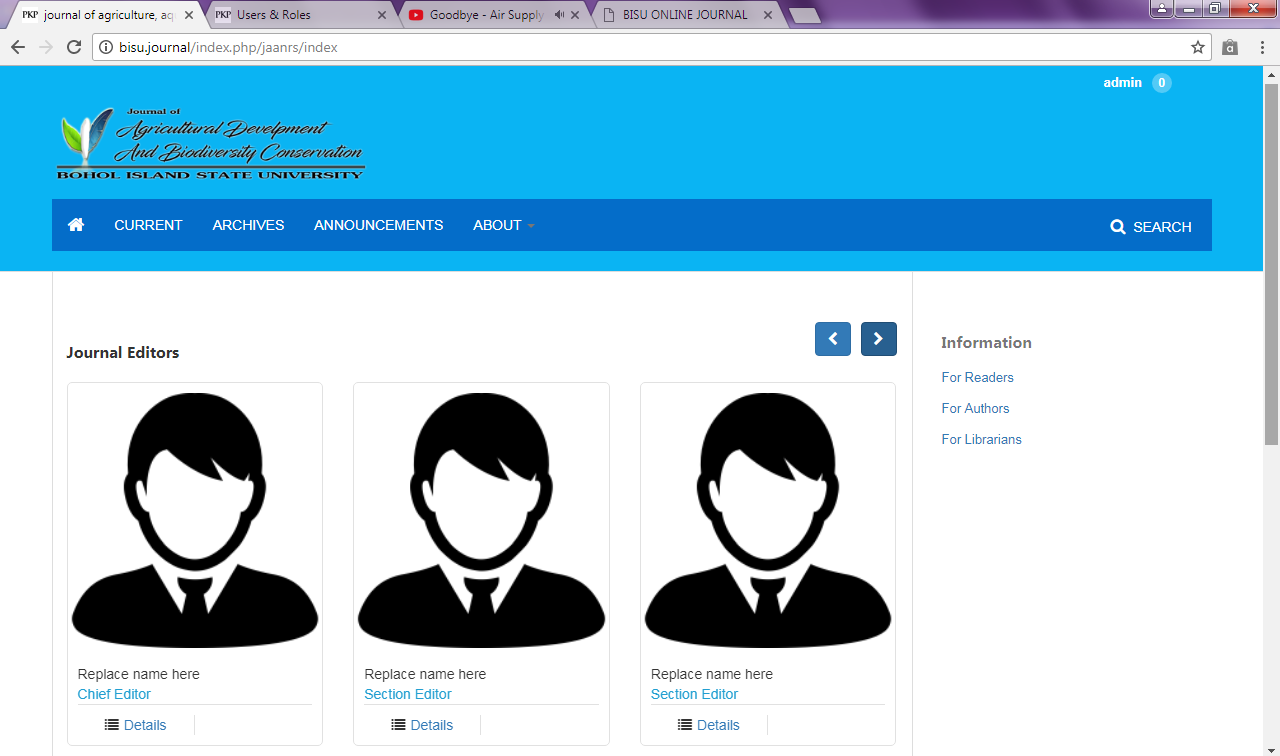 PKP journal of agriculture, aq
PKP Users & Roles
Goodbye - Air Supply
BISU ONLINE JOURNAL
bisu.journal/index.php/jaanrs/index
admin 0
Journal of
Agricultural Develpment
And Biodiversity Conservation
BOHOL ISLAND STATE UNIVERSITY
CURRENT ARCHIVES ANNOUNCEMENTS ABOUT SEARCH
Journal Editors
Replace name here
Chief Editor
Details
Replace name here
Section Editor
Details
Replace name here
Section Editor
Details
Information
For Readers
For Authors
For Librarians